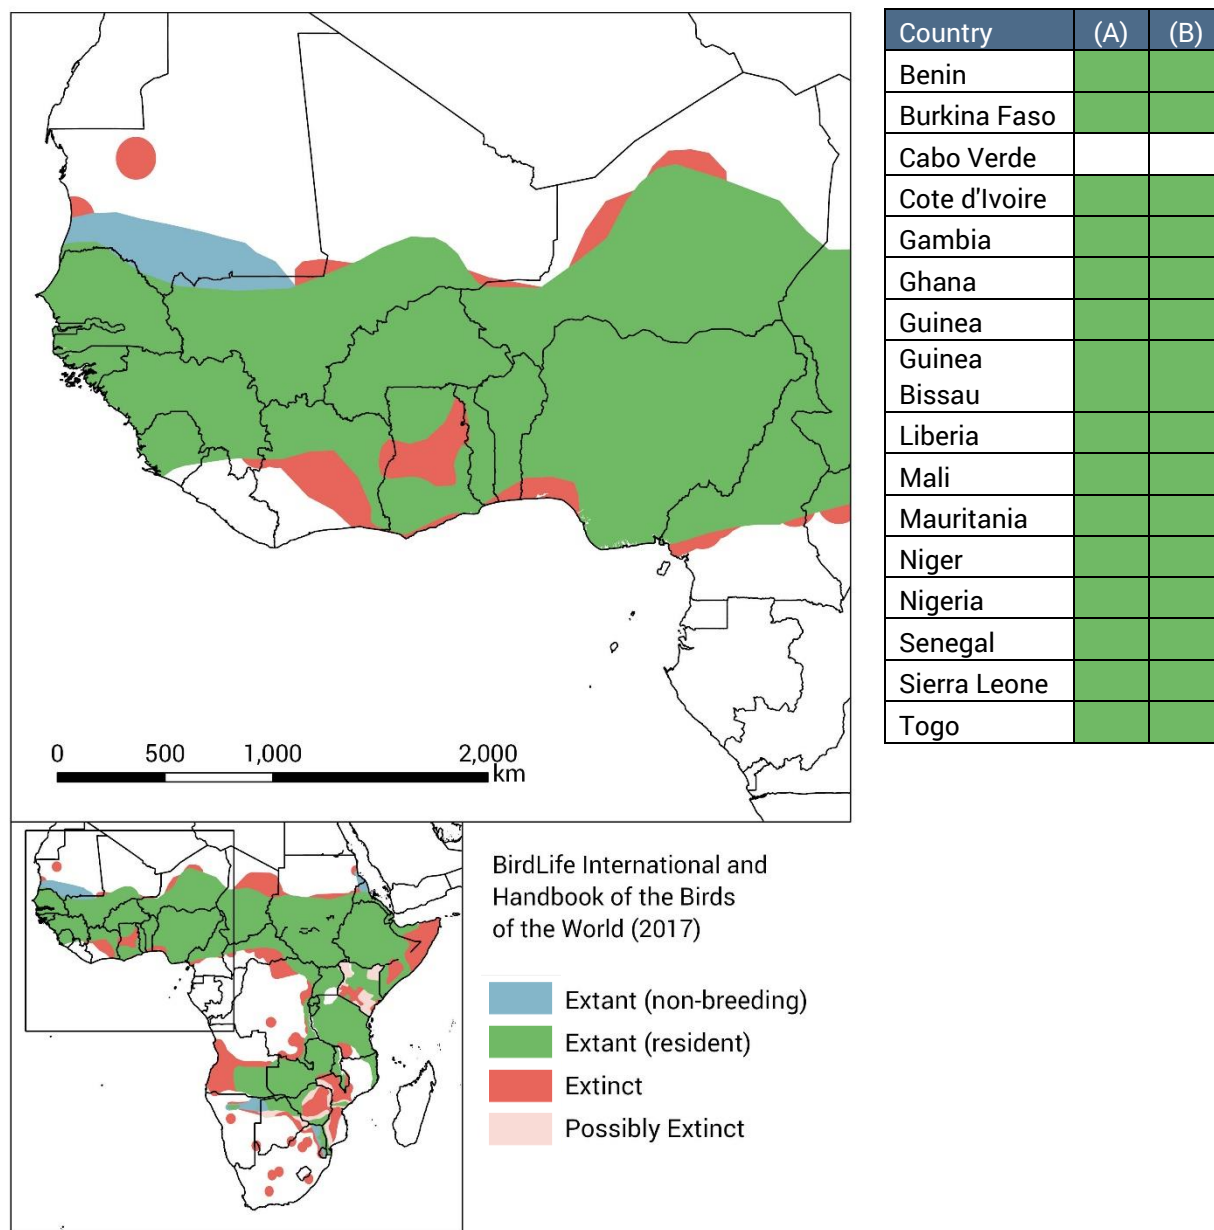 Country (A) (B)
Benin
Burkina Faso
Cabo Verde
Cote d'Ivoire
Gambia
Ghana
Guinea
Guinea
Bissau
Liberia
Mali
Mauritania
Niger
Nigeria
Senegal
Sierra Leone
Togo
0 500 1,000 2,000
km
BirdLife International and
Handbook of the Birds
of the World (2017)
Extant (non-breeding)
Extant (resident)
Extinct
Possibly Extinct